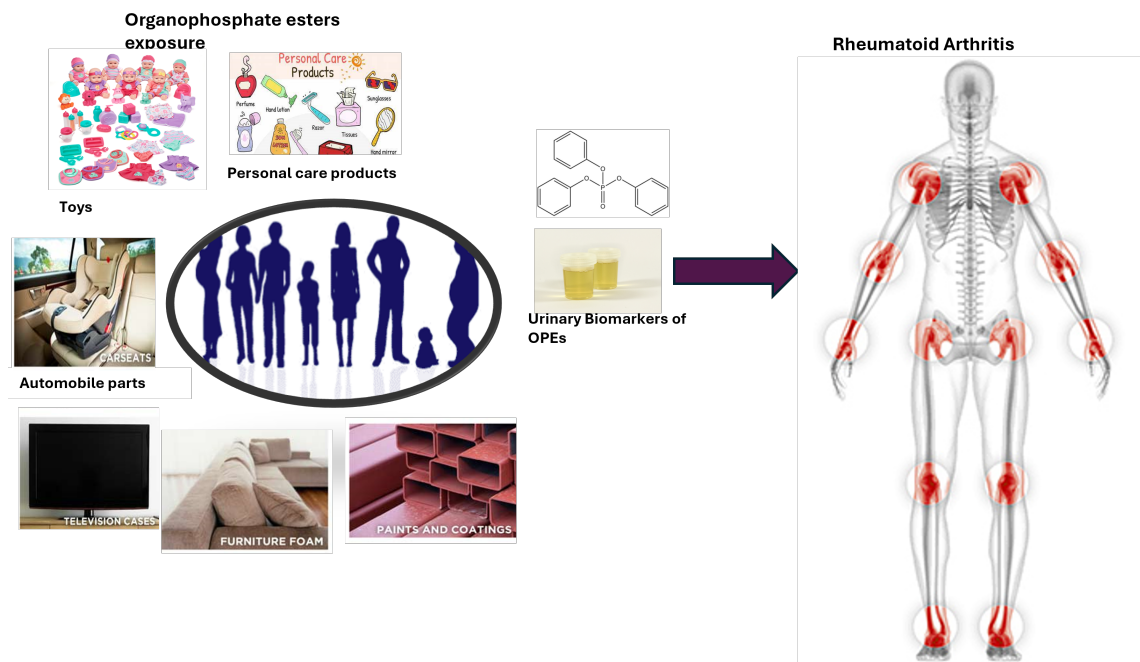 Organophosphate esters
exposure
Rheumatoid Arthritis
Personal Care
Products
Perfume
Hand lotion
Razor
Tissues
Sunglasses
Hand mirror
Personal care products
Toys
CARSEATS
Automobile parts
O
O
P
O
O
Urinary Biomarkers of
OPEs
TELEVISION CASES
FURNITURE FOAM
PAINTS AND COATINGS